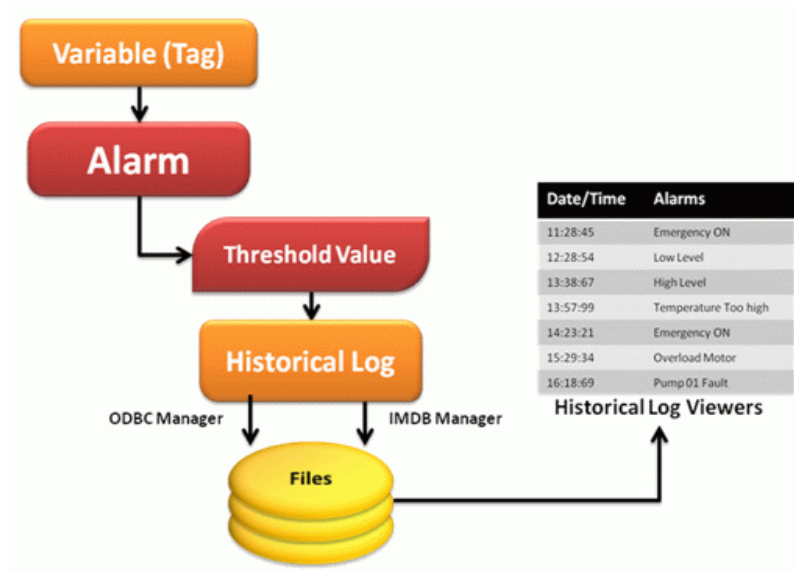 Variable (Tag)
Alarm
Threshold Value
Historical Log
ODBC Manager
IMDB Manager
Files
Date/Time Alarms
11:28:45 Emergency ON
12:28:54 Low Level
13:38:67 High Level
13:57:99 Temperature Too high
14:23:21 Emergency ON
15:29:34 Overload Motor
16:18:69 Pump 01 Fault
Historical Log Viewers